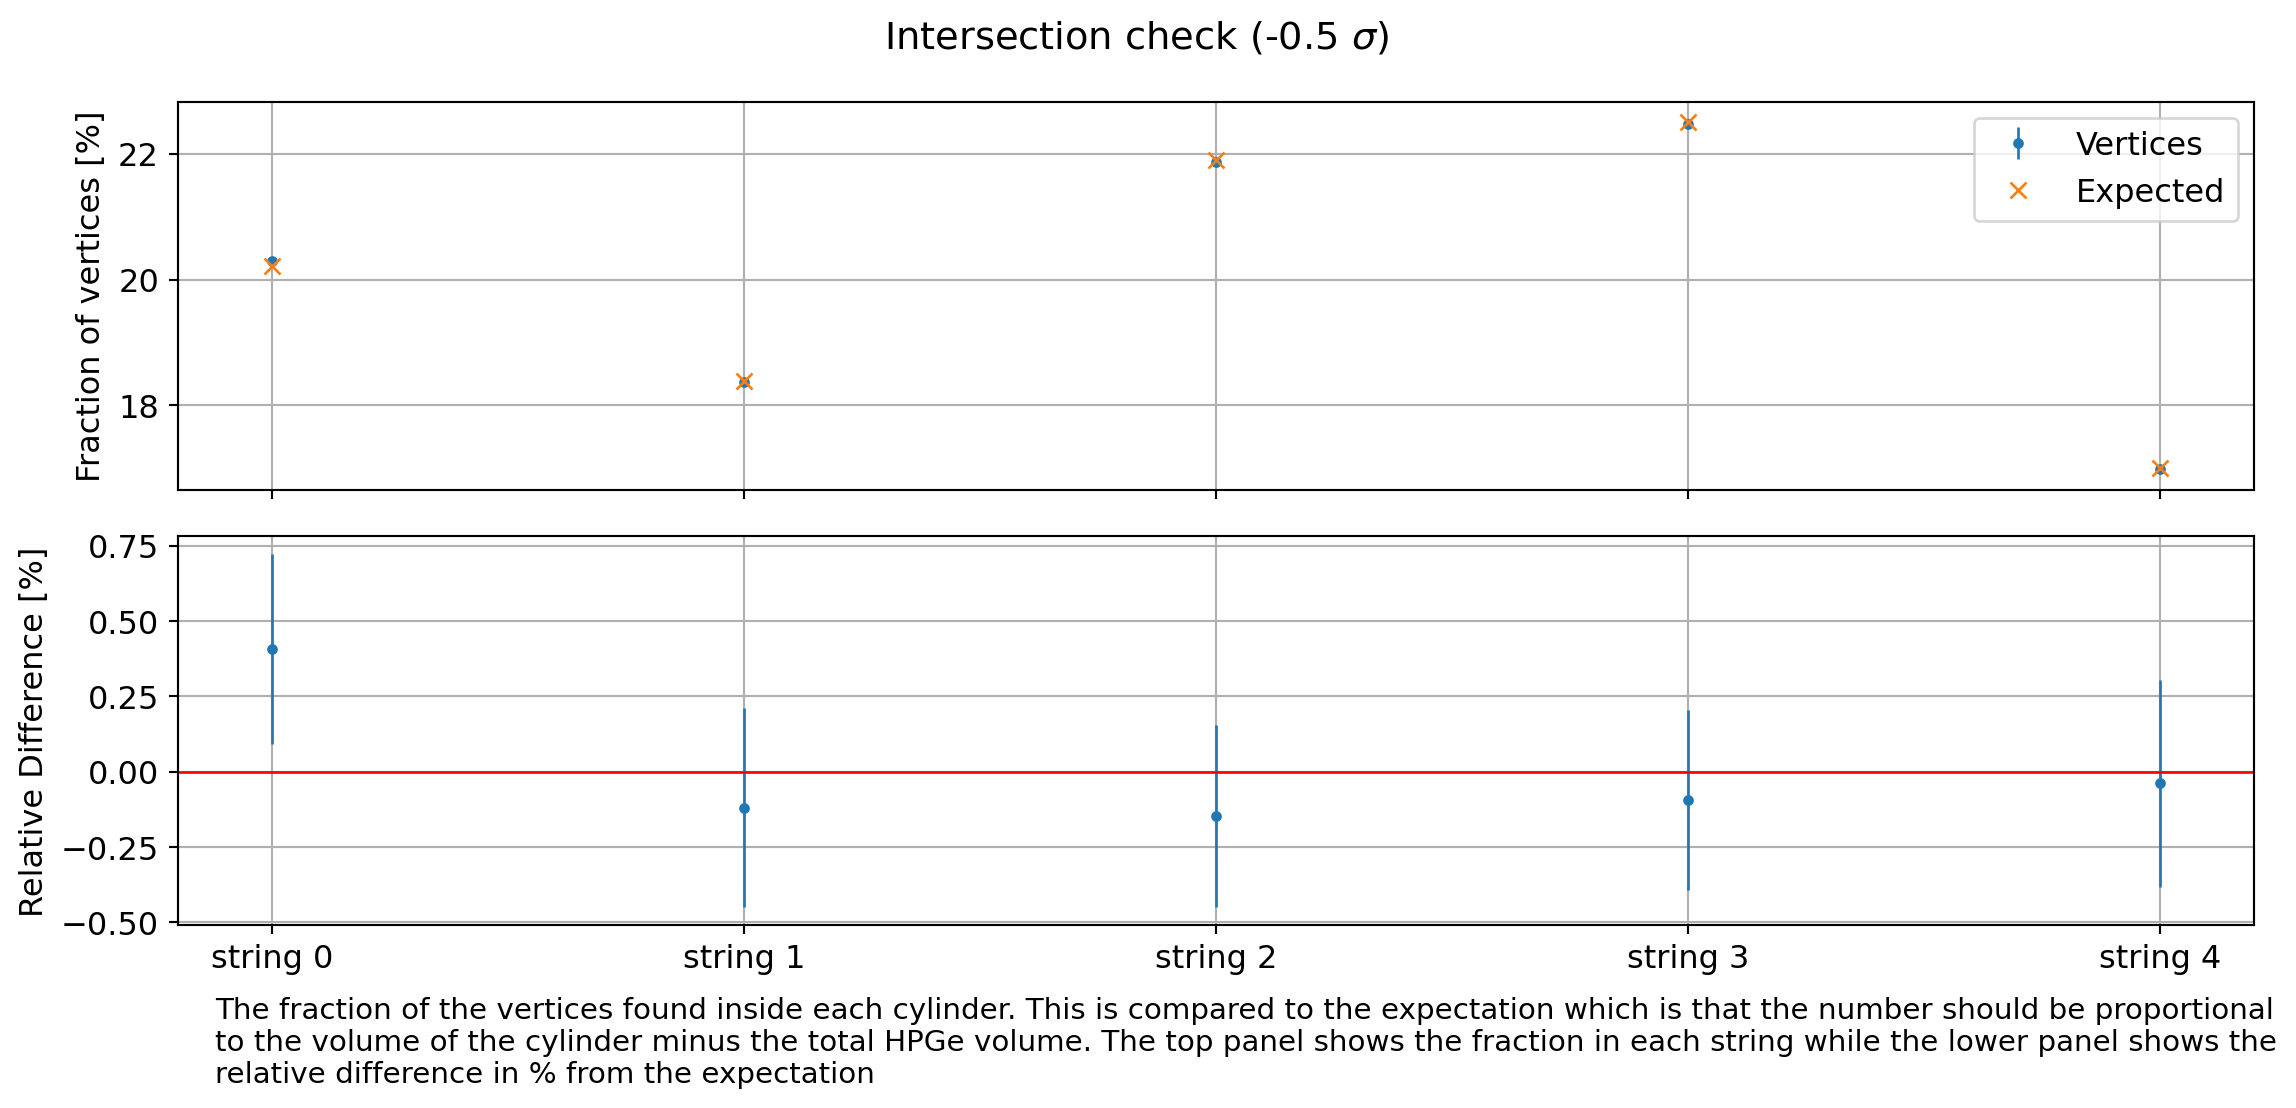 Intersection check (-0.5 σ)
Fraction of vertices [%]
22
20
18
Vertices
Expected
Relative Difference [%]
0.75
0.50
0.25
0.00
−0.25
−0.50
string 0
string 1
string 2
string 3
string 4
The fraction of the vertices found inside each cylinder. This is compared to the expectation which is that the number should be proportional
to the volume of the cylinder minus the total HPGe volume. The top panel shows the fraction in each string while the lower panel shows the
relative difference in % from the expectation